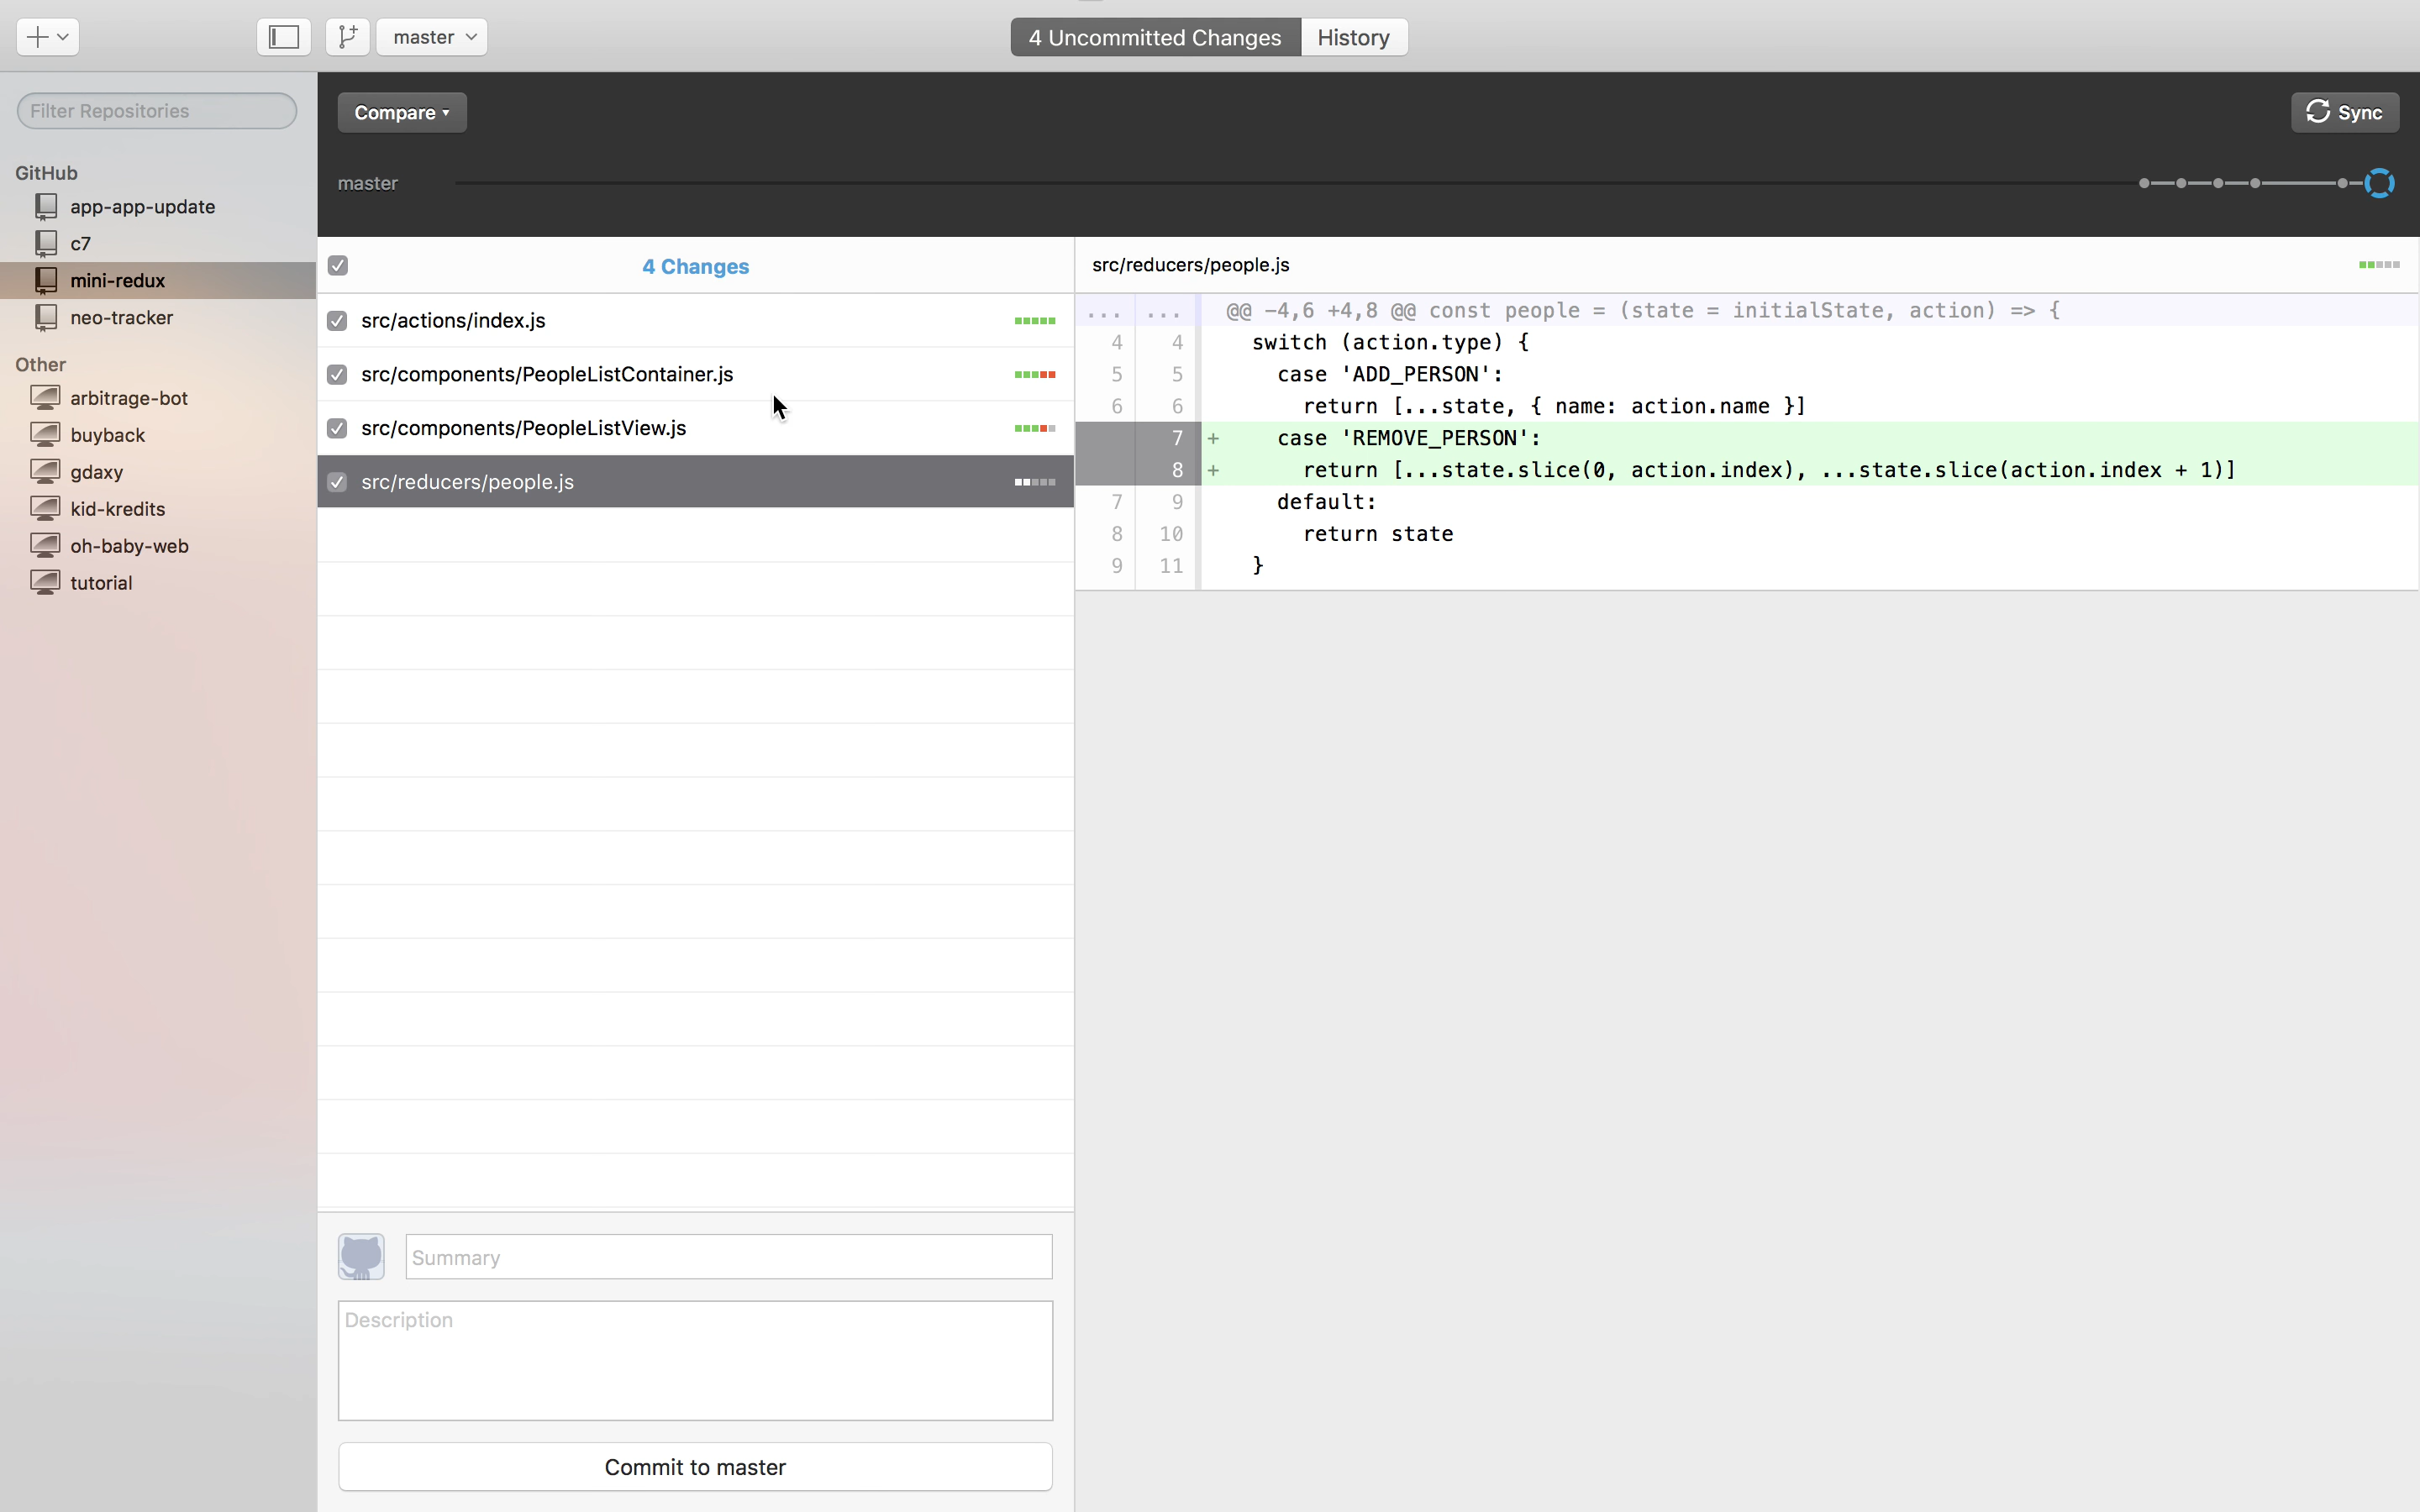 master
4 Uncommitted Changes
History
Filter Repositories
GitHub
app-app-update
c7
mini-redux
neo-tracker
Other
arbitrage-bot
buyback
gdaxy
kid-kredits
oh-baby-web
tutorial
Compare
Sync
master
4 Changes
src/actions/index.js
src/components/PeopleListContainer.js
src/components/PeopleListView.js
src/reducers/people.js
Summary
Description
Commit to master
src/reducers/people.js
... ... @@ -4,6 +4,8 @@ const people = (state = initialState, action) => {
4 4 switch (action.type) {
5 5 case 'ADD_PERSON':
6 6 return [...state, { name: action.name }]
7 + case 'REMOVE_PERSON':
8 + return [...state.slice(0, action.index), ...state.slice(action.index + 1)]
7 9 default:
8 10 return state
9 11 }